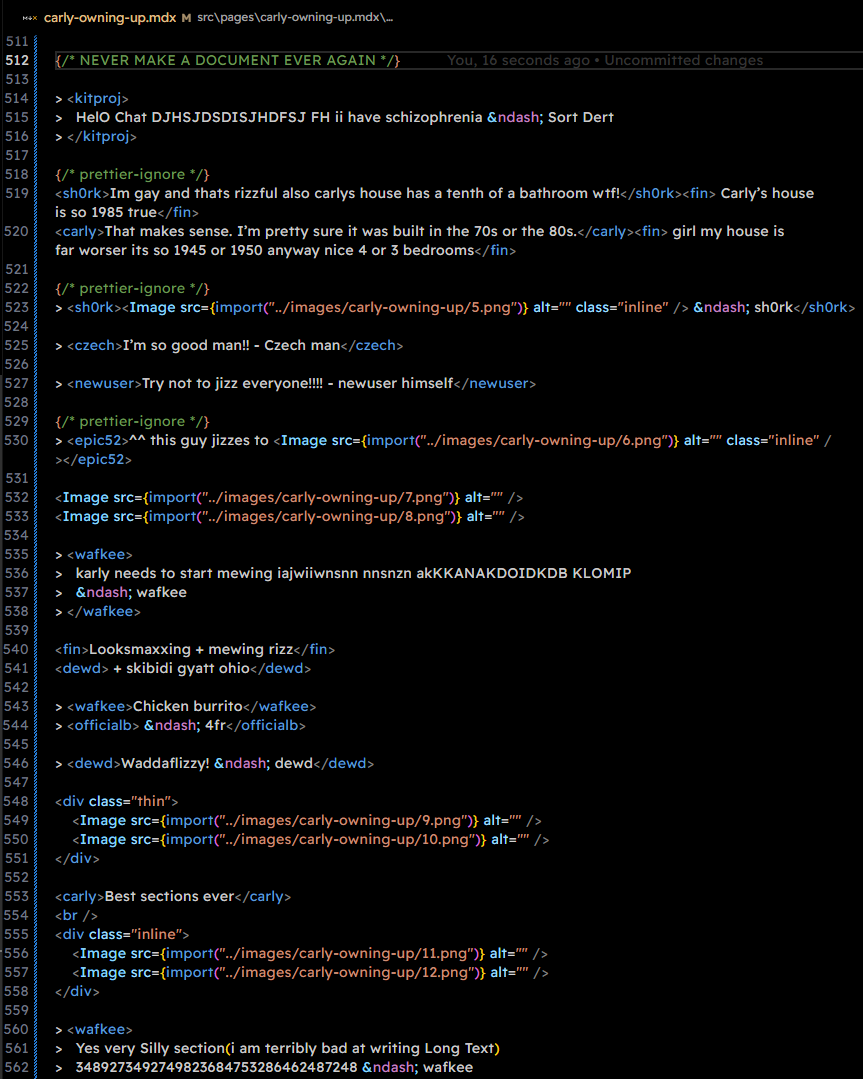 carly-owning-up.mdx M src\pages\carly-owning-up.mdx\...
511
512 {/* NEVER MAKE A DOCUMENT EVER AGAIN */} You, 16 seconds ago • Uncommitted changes
513
514 > <kitproj>
515 >  HelO Chat DJHSJDSDISJHDFSJ FH ii have schizophrenia &ndash; Sort Dert
516 > </kitproj>
517
518 {/* prettier-ignore */}
519 <sh0rk>Im gay and thats rizzful also carlys house has a tenth of a bathroom wtf!</sh0rk><fin> Carly’s house
is so 1985 true</fin>
520 <carly>That makes sense. I’m pretty sure it was built in the 70s or the 80s.</carly><fin> girl my house is
far worser its so 1945 or 1950 anyway nice 4 or 3 bedrooms</fin>
521
522 {/* prettier-ignore */}
523 > <sh0rk><Image src={import("../images/carly-owning-up/5.png")} alt="" class="inline" /> &ndash; sh0rk</sh0rk>
524
525 > <czech>I’m so good man!! - Czech man</czech>
526
527 > <newuser>Try not to jizz everyone!!!! - newuser himself</newuser>
528
529 {/* prettier-ignore */}
530 > <epic52>^^ this guy jizzes to <Image src={import("../images/carly-owning-up/6.png")} alt="" class="inline" /
></epic52>
531
532 <Image src={import("../images/carly-owning-up/7.png")} alt="" />
533 <Image src={import("../images/carly-owning-up/8.png")} alt="" />
534
535 > <wafkee>
536 >  karly needs to start mewing iajwiiwnsnn nnsnzn akKKANAKDOIDKDB KLOMIP
537 >  &ndash; wafkee
538 > </wafkee>
539
540 <fin>Looksmaxxing + mewing rizz</fin>
541 <dewd> + skibidi gyatt ohio</dewd>
542
543 > <wafkee>Chicken burrito</wafkee>
544 > <officialb> &ndash; 4fr</officialb>
545
546 > <dewd>Waddaflizzy! &ndash; dewd</dewd>
547
548 <div class="thin">
549   <Image src={import("../images/carly-owning-up/9.png")} alt="" />
550   <Image src={import("../images/carly-owning-up/10.png")} alt="" />
551 </div>
552
553 <carly>Best sections ever</carly>
554 <br />
555 <div class="inline">
556   <Image src={import("../images/carly-owning-up/11.png")} alt="" />
557   <Image src={import("../images/carly-owning-up/12.png")} alt="" />
558 </div>
559
560 > <wafkee>
561 >  Yes very Silly section(i am terribly bad at writing Long Text)
562 >  3489273492749823684753286462487248 &ndash; wafkee